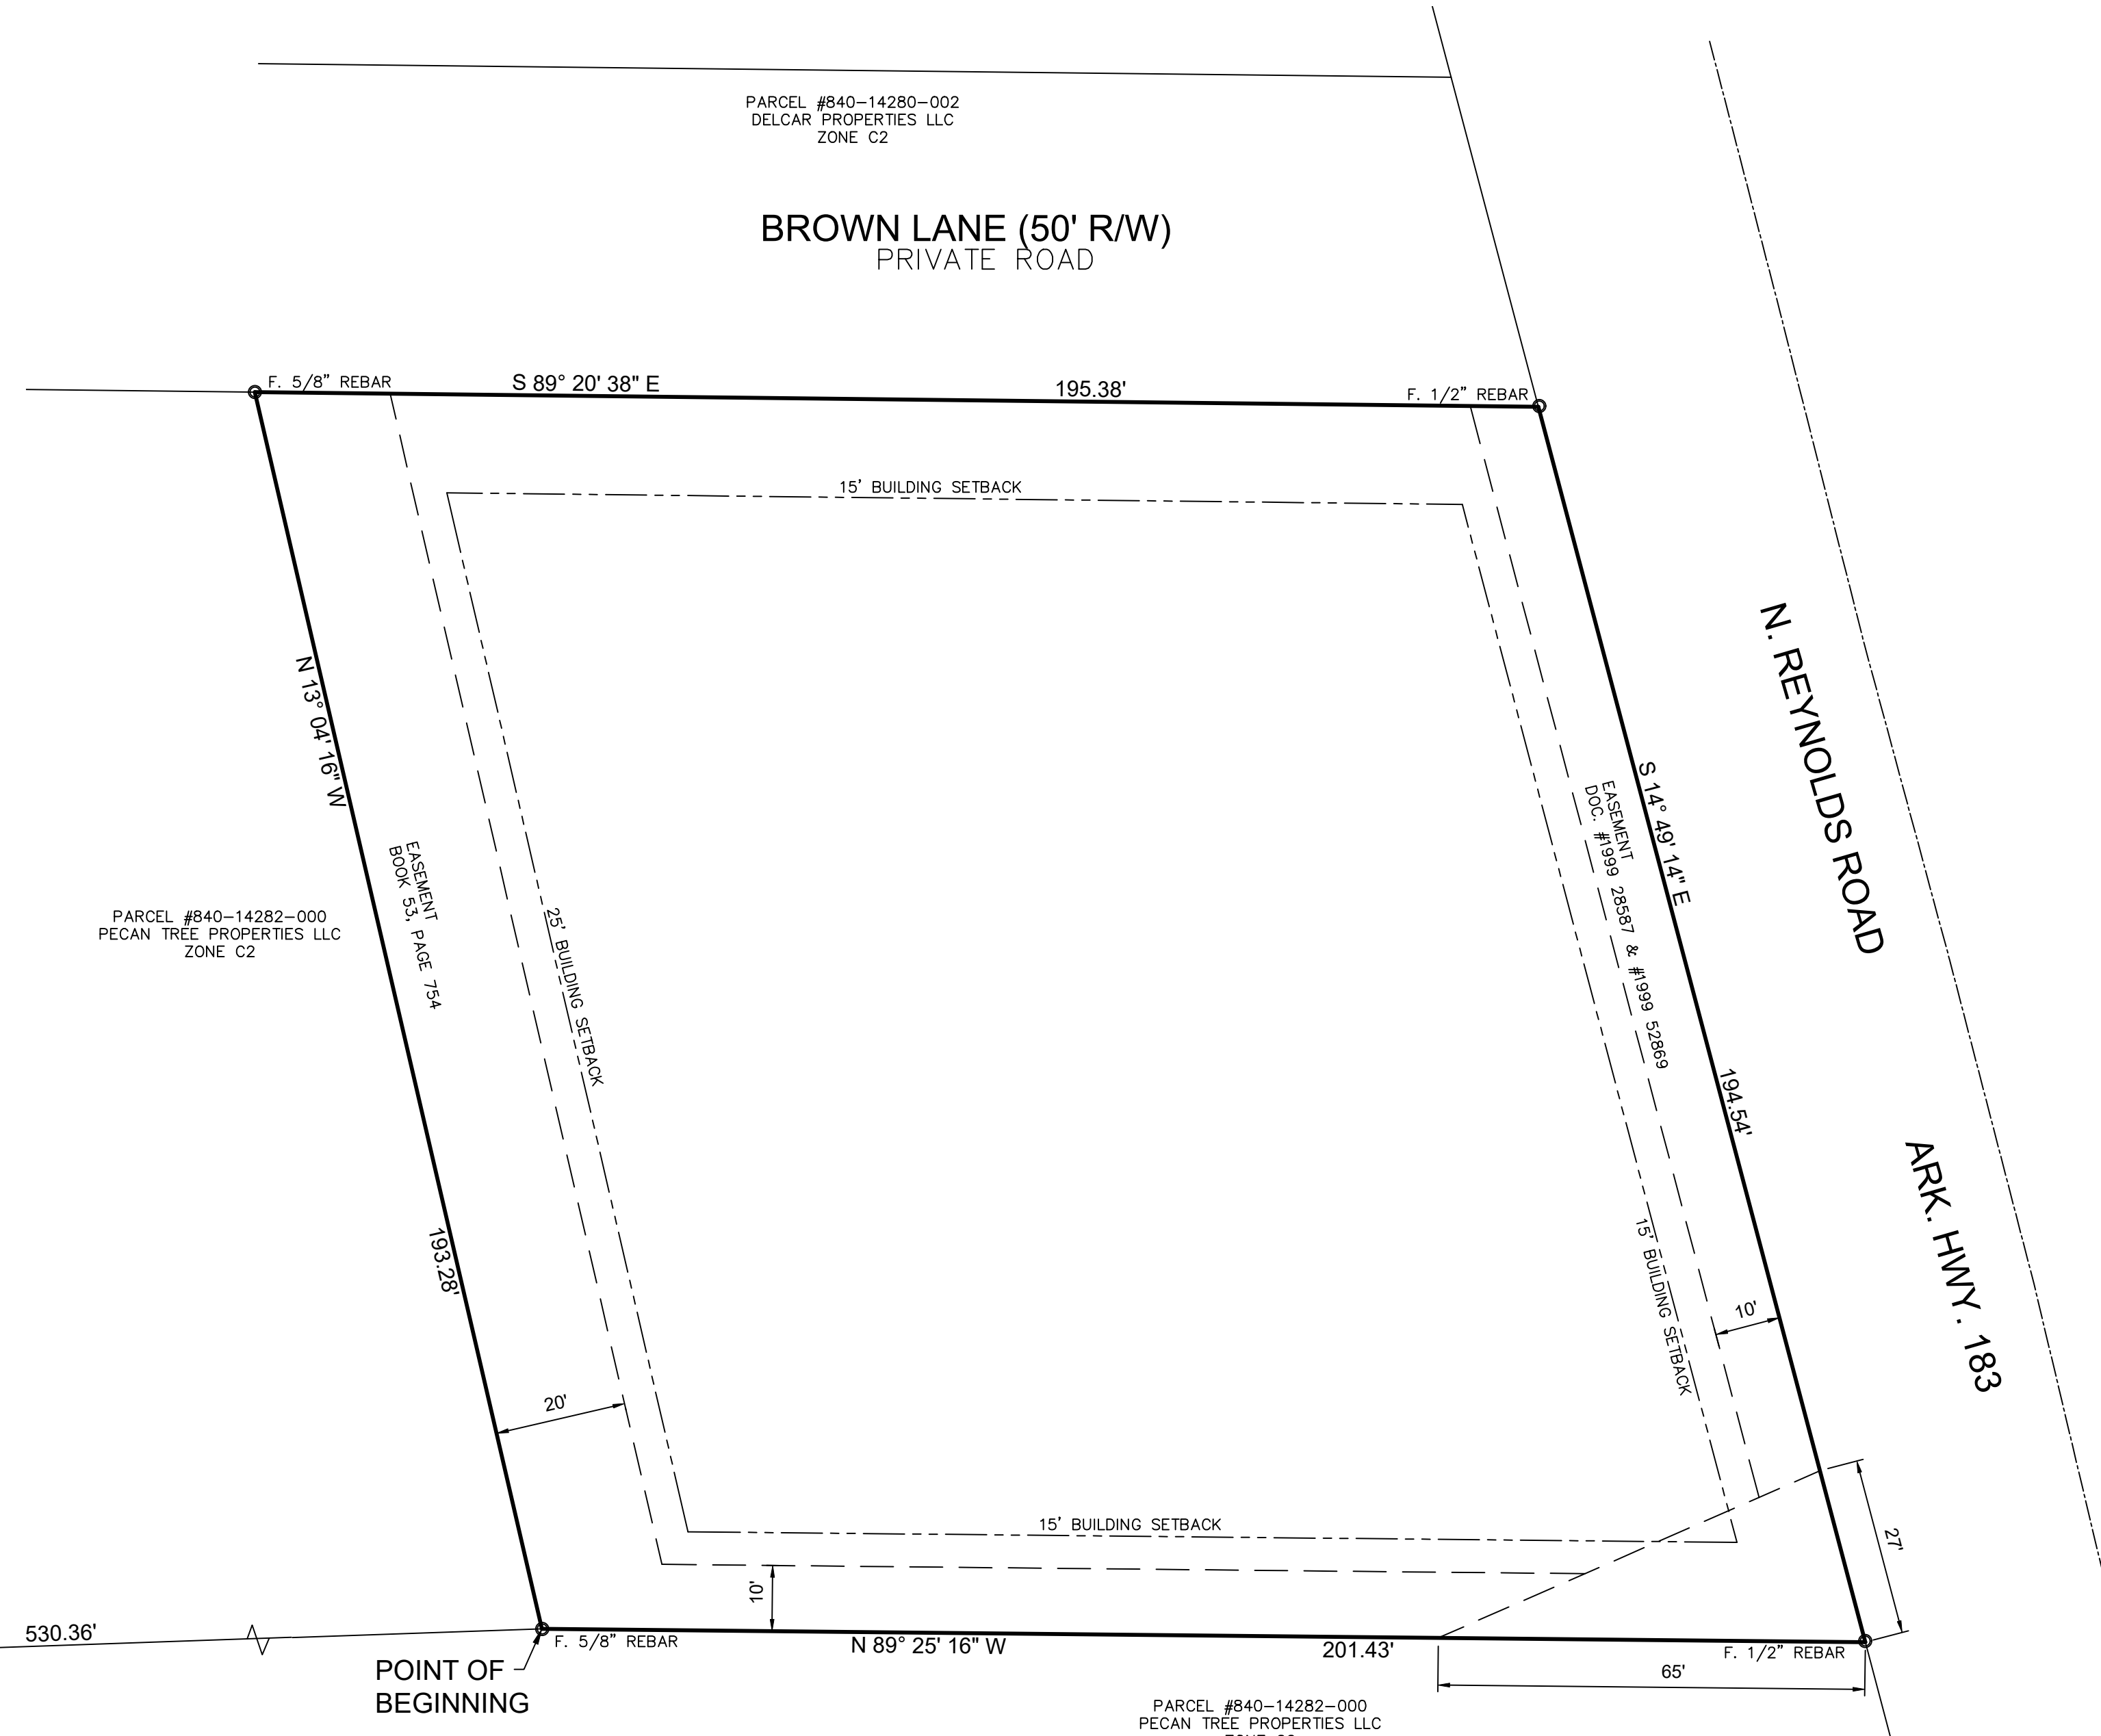 PARCEL #840-14280-002
DELCAR PROPERTIES LLC
ZONE C2
BROWN LANE (50' R/W)
PRIVATE ROAD
F. 5/8" REBAR
S 89° 20' 38" E
195.38'
F. 1/2" REBAR
15' BUILDING SETBACK
N. REYNOLDS ROAD
N 13° 04' 16" W
S 14° 49' 14" E
EASEMENT
BOOK 53, PAGE 754
EASEMENT
DOC. #1999 28587 & #1999 52869
PARCEL #840-14282-000
PECAN TREE PROPERTIES LLC
ZONE C2
25' BUILDING SETBACK
194.54'
ARK. HWY. 183
193.28'
15' BUILDING SETBACK
10'
20'
15' BUILDING SETBACK
27'
10'
530.36'
F. 5/8" REBAR
N 89° 25' 16" W
201.43'
F. 1/2" REBAR
POINT OF
BEGINNING
65'
PARCEL #840-14282-000
PECAN TREE PROPERTIES LLC